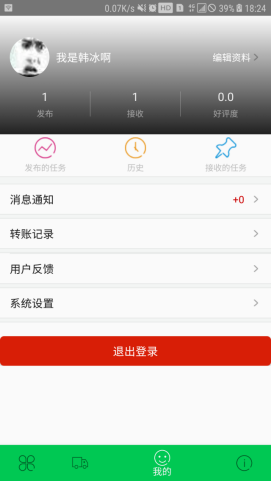 0.07K/s HD 39% 18:24
我是韩冰啊 编辑资料
1 1 0.0
发布 接收 好评度
发布的任务 历史 接收的任务
消息通知 +0
转账记录
用户反馈
系统设置
退出登录
我的